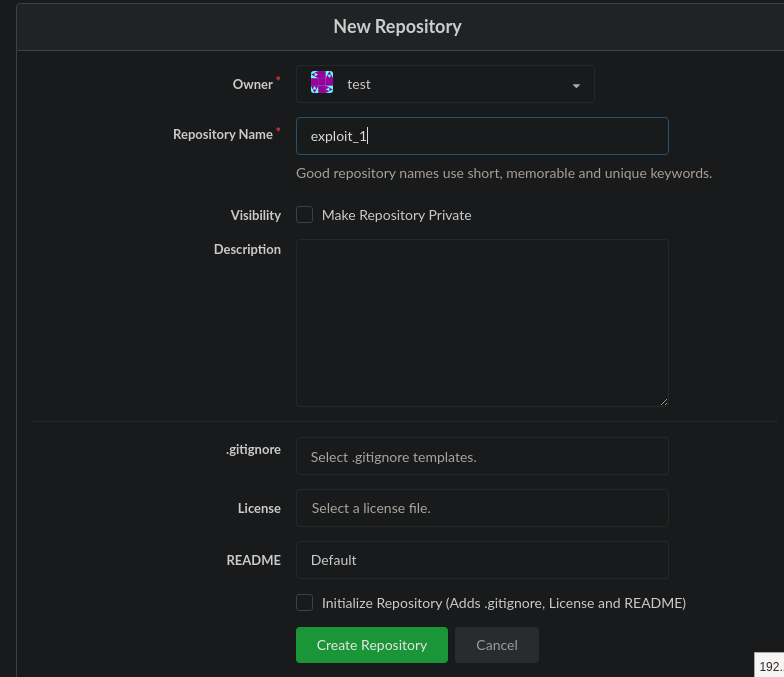 New Repository
Owner *
test
Repository Name *
exploit_1
Good repository names use short, memorable and unique keywords.
Visibility
Make Repository Private
Description
.gitignore
Select .gitignore templates.
License
Select a license file.
README
Default
Initialize Repository (Adds .gitignore, License and README)
Create Repository
Cancel
192.